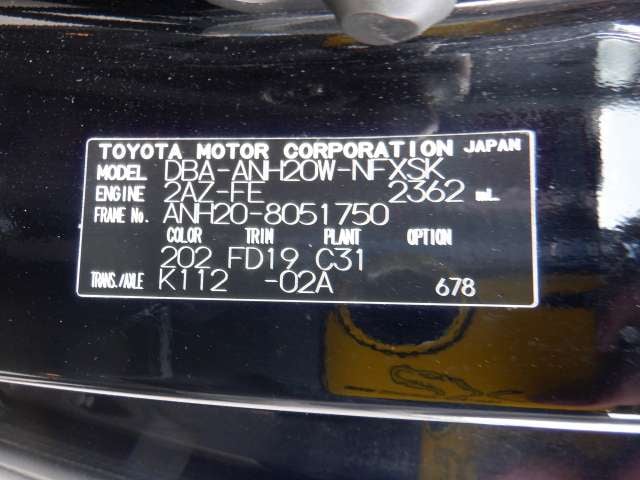 TOYOTA MOTOR CORPORATION JAPAN
MODEL DBA-ANH20W-NFXSK
ENGINE 2AZ-FE 2362 mL
FRAME No. ANH20-8051750
COLOR TRIM PLANT OPTION
202 FD19 C31
TRANS./AXLE K112 -02A 678